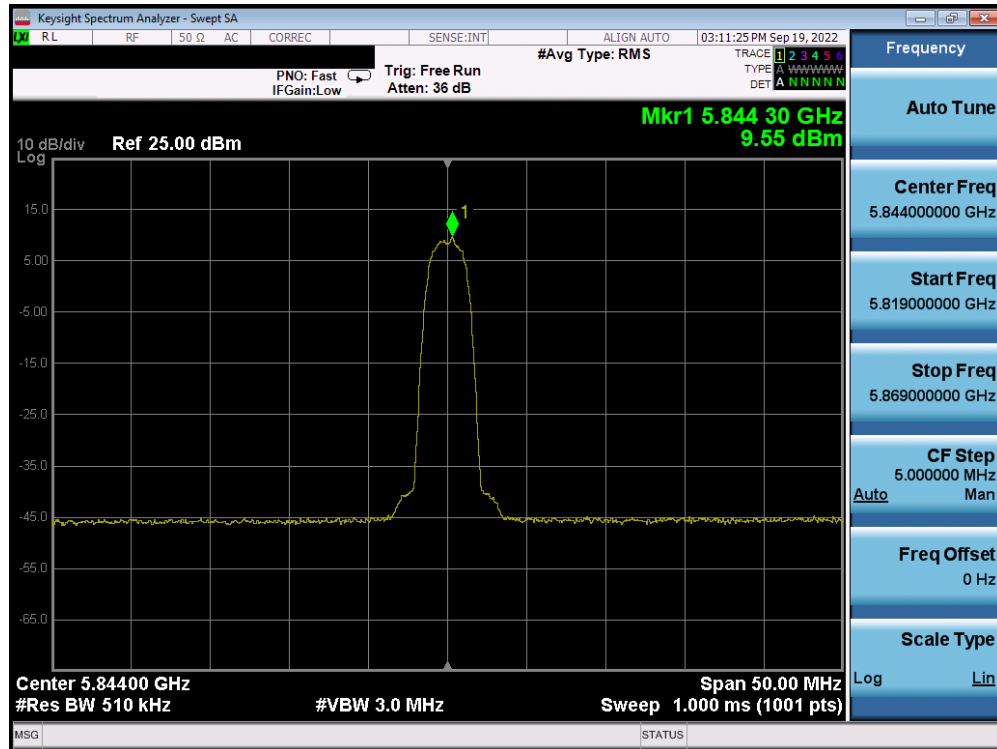 Keysight Spectrum Analyzer - Swept SA
LXI RL RF 50 Ω AC CORREC SENSE:INT ALIGN AUTO 03:11:25 PM Sep 19, 2022
#Avg Type: RMS
TRACE 1 2 3 4 5 6
TYPE A WWWWW
DET A N N N N N
PNO: Fast
IFGain:Low
Trig: Free Run
Atten: 36 dB
Mkr1 5.844 30 GHz
9.55 dBm
10 dB/div Ref 25.00 dBm
Log
1
15.0
5.00
-5.00
-15.0
-25.0
-35.0
-45.0
-55.0
-65.0
Center 5.84400 GHz Span 50.00 MHz
#Res BW 510 kHz #VBW 3.0 MHz Sweep 1.000 ms (1001 pts)
MSG STATUS
Frequency
Auto Tune
Center Freq
5.844000000 GHz
Start Freq
5.819000000 GHz
Stop Freq
5.869000000 GHz
CF Step
5.000000 MHz
Auto Man
Freq Offset
0 Hz
Scale Type
Log Lin